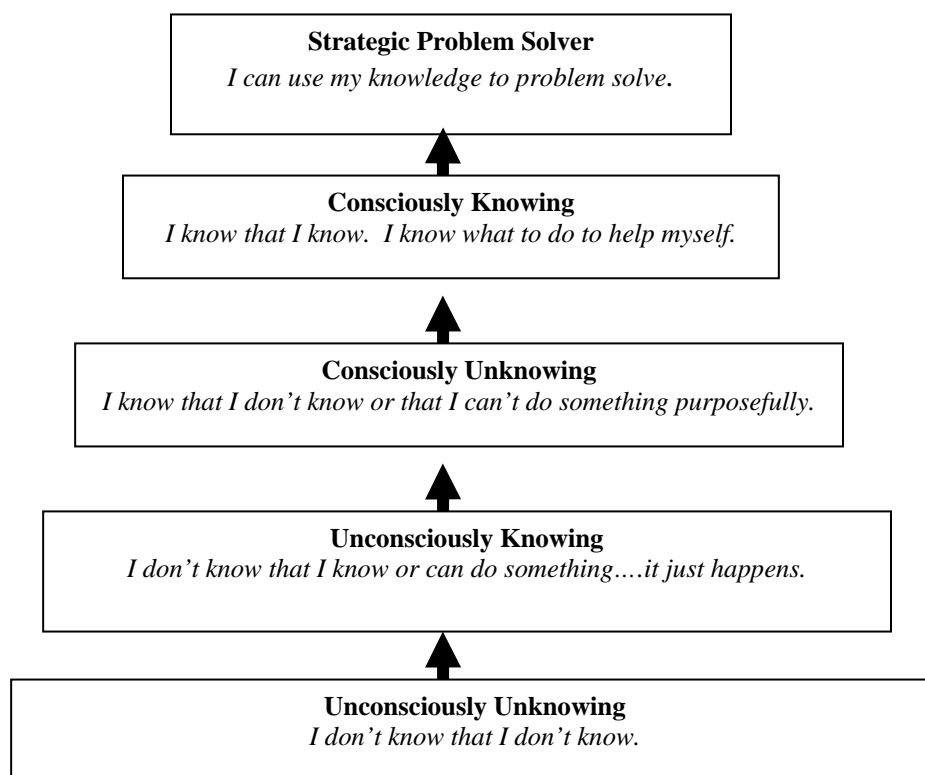 Strategic Problem Solver
I can use my knowledge to problem solve.
Consciously Knowing
I know that I know.  I know what to do to help myself.
Consciously Unknowing
I know that I don’t know or that I can’t do something purposefully.
Unconsciously Knowing
I don’t know that I know or can do something….it just happens.
Unconsciously Unknowing
I don’t know that I don’t know.